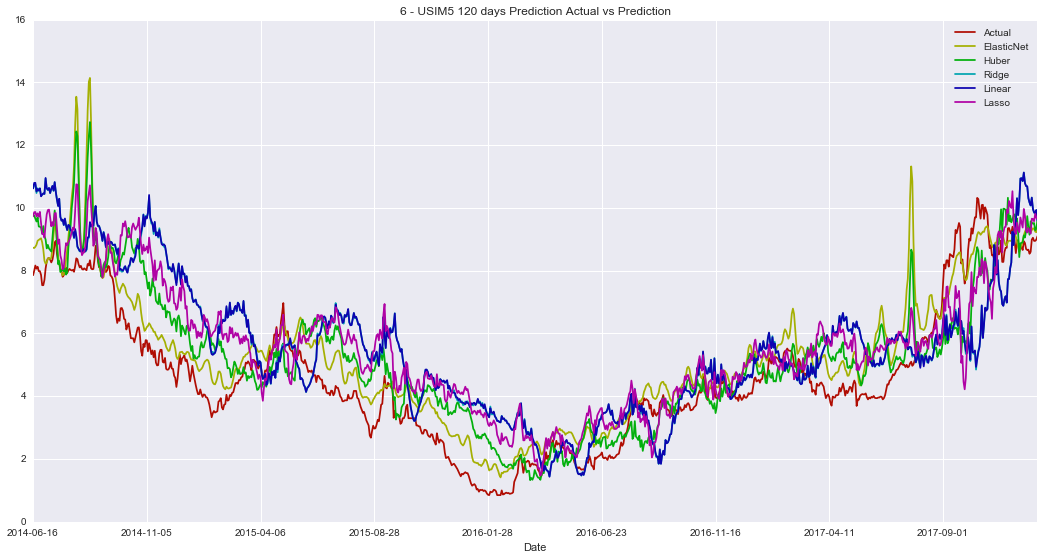 6 - USIM5 120 days Prediction Actual vs Prediction
16
14
12
10
8
6
4
2
0
Actual
ElasticNet
Huber
Ridge
Linear
Lasso
2014-06-16 2014-11-05 2015-04-06 2015-08-28 2016-01-28 2016-06-23 2016-11-16 2017-04-11 2017-09-01
Date